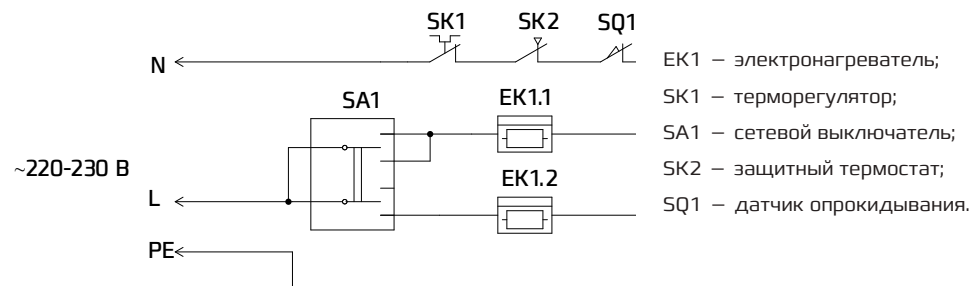 SK1 SK2 SQ1
N
EK1 – электронагреватель;
SA1 EK1.1
SK1 – терморегулятор;
SA1 – сетевой выключатель;
~220-230 В
EK1.2
SK2 – защитный термостат;
L
SQ1 – датчик опрокидывания.
PE